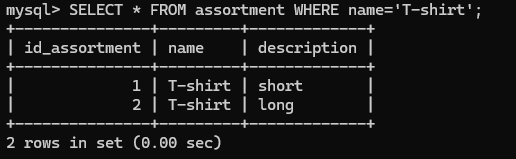 mysql> SELECT * FROM assortment WHERE name='T-shirt';
+---------------+---------+-------------+
| id_assortment | name    | description |
+---------------+---------+-------------+
|             1 | T-shirt | short       |
|             2 | T-shirt | long        |
+---------------+---------+-------------+
2 rows in set (0.00 sec)